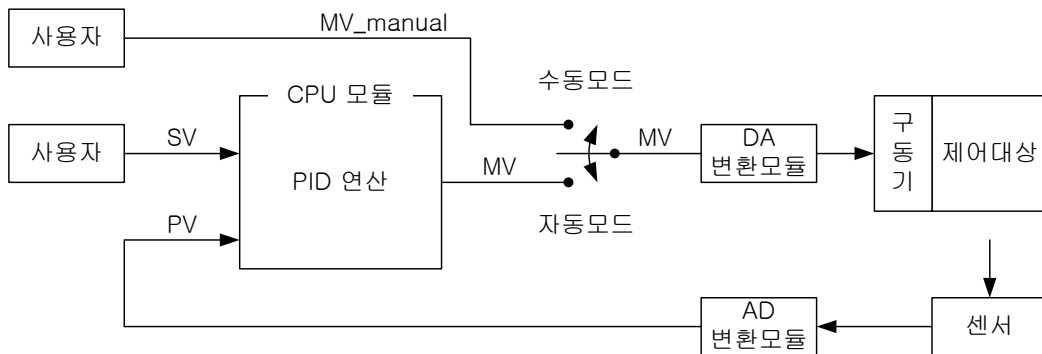 사용자
MV_manual
수동모드
CPU 모듈
사용자
SV
PID 연산
MV
MV
DA
변환모듈
구
동
기
제어대상
자동모드
PV
AD
변환모듈
센서